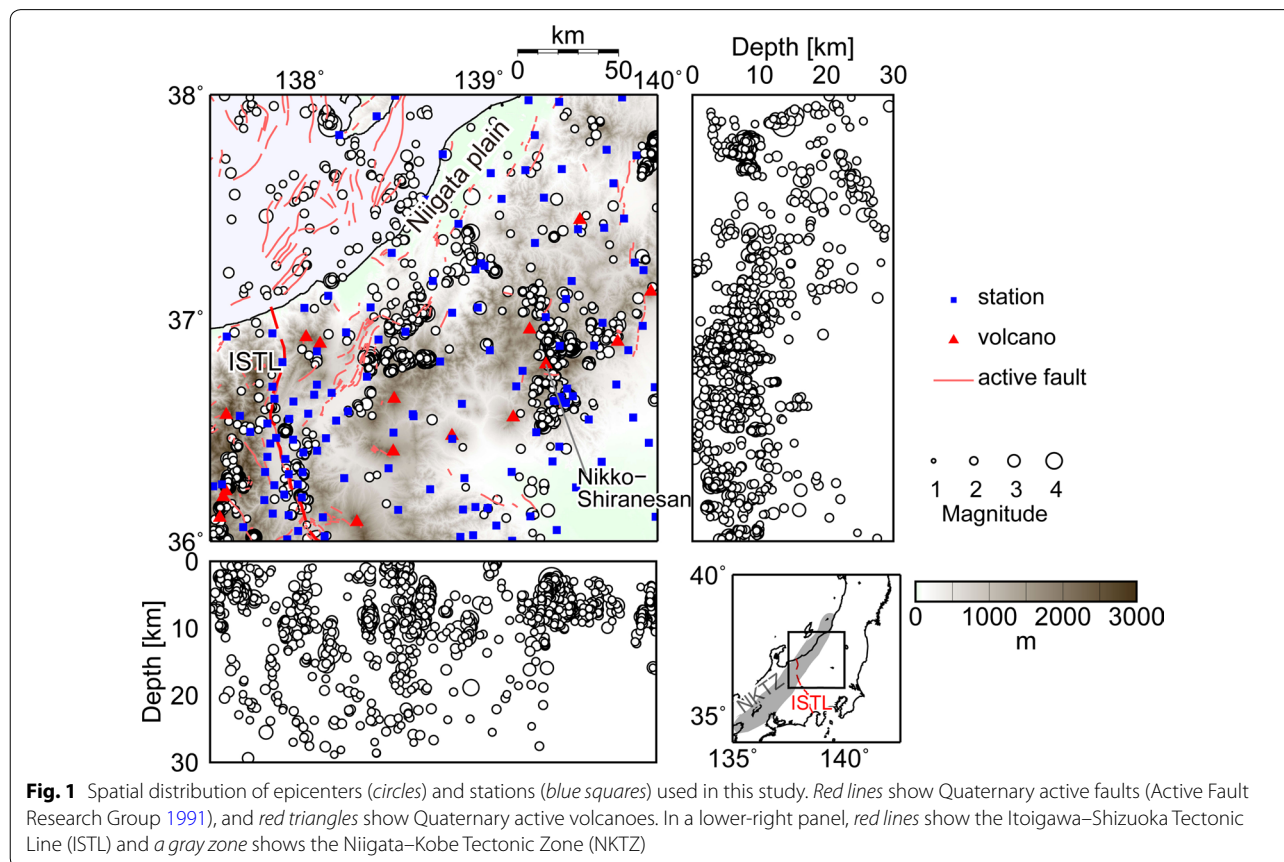 km
0 50
138° 139° 140°
38°
37°
36°
Niigata plain
ISTL
Nikko–
Shiranesan
Depth [km]
0 10 20 30
station
volcano
active fault
1 2 3 4
Magnitude
0
10
20
30
Depth [km]
40°
35°
135° 140°
NKTZ
ISTL
0 1000 2000 3000
m
Fig. 1 Spatial distribution of epicenters (circles) and stations (blue squares) used in this study. Red lines show Quaternary active faults (Active Fault
Research Group 1991), and red triangles show Quaternary active volcanoes. In a lower-right panel, red lines show the Itoigawa–Shizuoka Tectonic
Line (ISTL) and a gray zone shows the Niigata–Kobe Tectonic Zone (NKTZ)